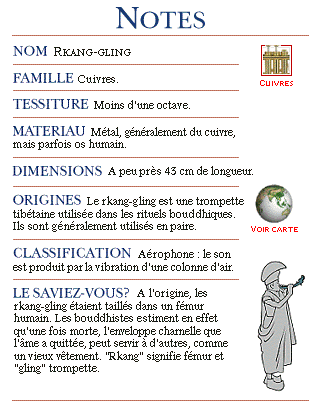 NOTES
NOM RKANG-GLING
FAMILLE Cuivres.
CUIVRES
TESSITURE Moins d'une octave.
MATERIAU Métal, généralement du cuivre,
mais parfois os humain.
DIMENSIONS A peu près 43 cm de longueur.
ORIGINES Le rkang-gling est une trompette
tibétaine utilisée dans les rituels bouddhiques.
Ils sont généralement utilisés en paire.
VOIR CARTE
CLASSIFICATION Aérophone : le son
est produit par la vibration d'une colonne d'air.
LE SAVIEZ-VOUS? A l'origine, les
rkang-gling étaient taillés dans un fémur
humain. Les bouddhistes estiment en effet
qu'une fois morte, l'enveloppe charnelle que
l'âme a quittée, peut servir à d'autres, comme
un vieux vêtement. "Rkang" signifie fémur et
"gling" trompette.